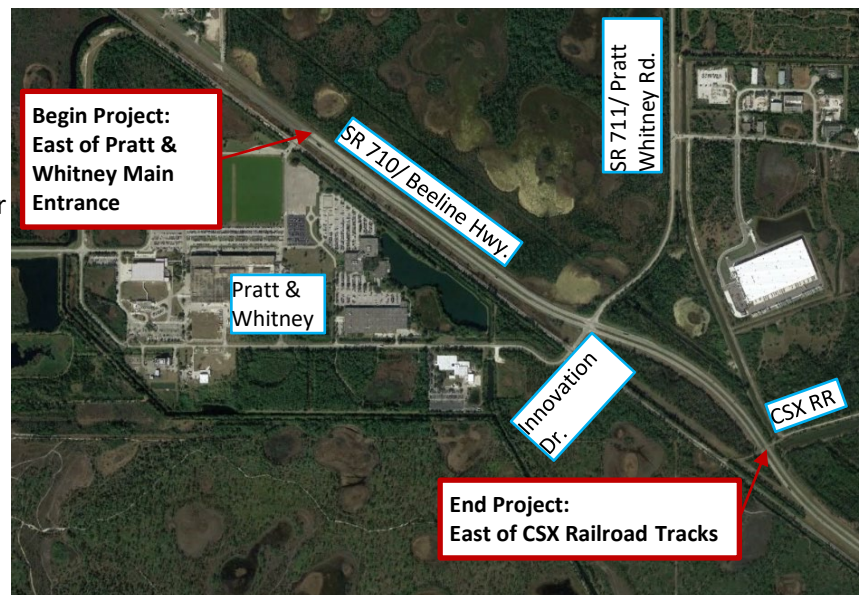 Begin Project:
East of Pratt &
Whitney Main
Entrance
r
SR 710/ Beeline Hwy.
SR 711/ Pratt
Whitney Rd.
Pratt &
Whitney
Innovation
Dr.
CSX RR
End Project:
East of CSX Railroad Tracks